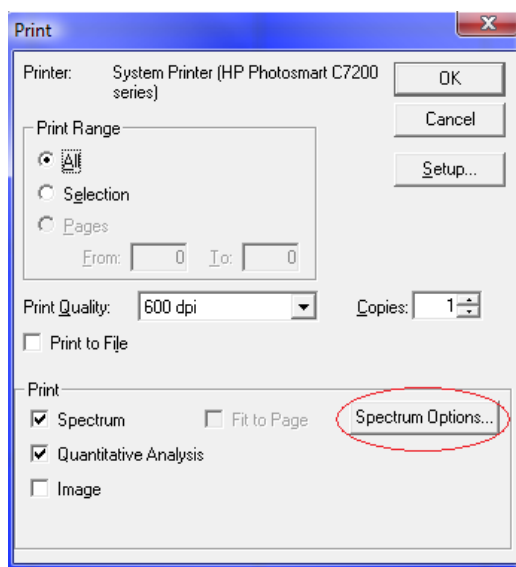 Print
Printer: System Printer (HP Photosmart C7200 series)
OK
Cancel
Setup...
Print Range
All
Selection
Pages
From: 0 To: 0
Print Quality: 600 dpi Copies: 1
Print to File
Print
Spectrum Fit to Page Spectrum Options...
Quantitative Analysis
Image